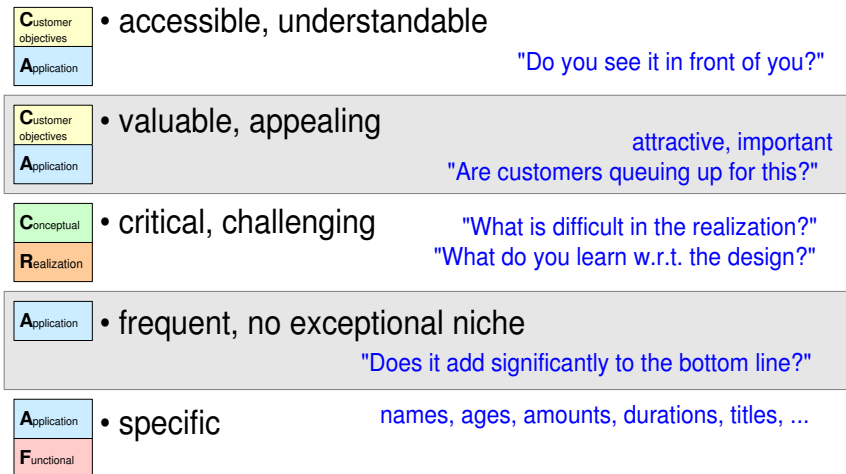 Customer
objectives
Application
• accessible, understandable
"Do you see it in front of you?"
Customer
objectives
Application
• valuable, appealing
attractive, important
"Are customers queuing up for this?"
Conceptual
Realization
• critical, challenging
"What is difficult in the realization?"
"What do you learn w.r.t. the design?"
Application
• frequent, no exceptional niche
"Does it add significantly to the bottom line?"
Application
Functional
• specific
names, ages, amounts, durations, titles, ...